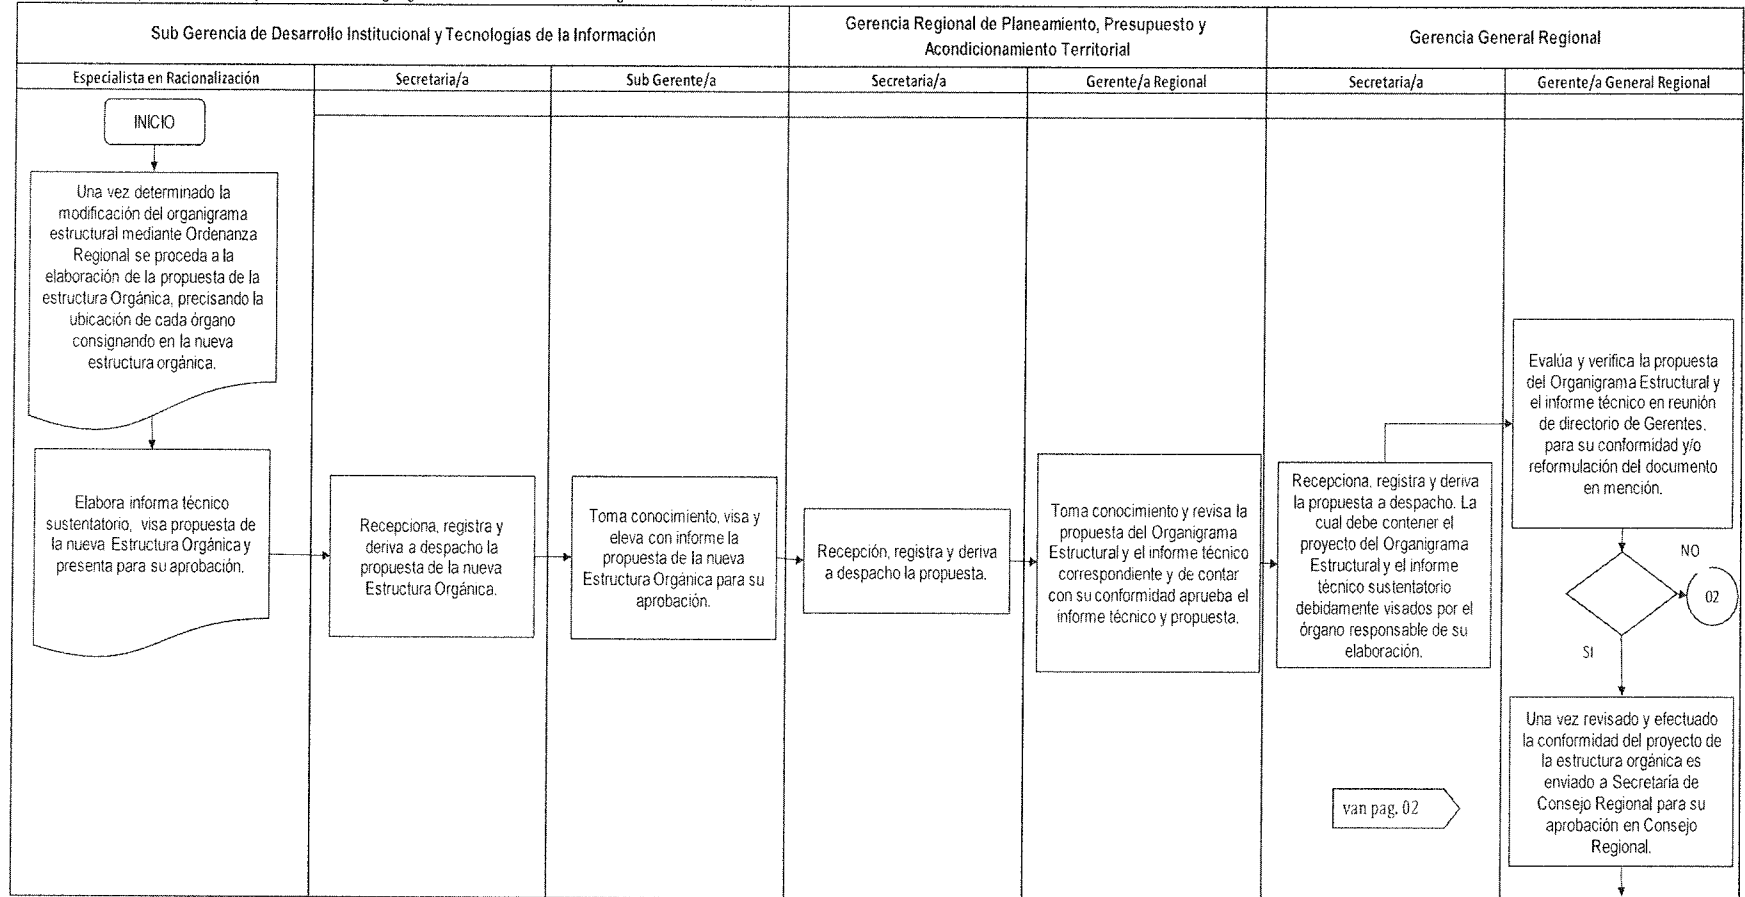 Sub Gerencia de Desarrollo Institucional y Tecnologías de la Información
Gerencia Regional de Planeamiento, Presupuesto y
Acondicionamiento Territorial
Gerencia General Regional
Especialista en Racionalización
Secretaria/a
Sub Gerente/a
Secretaria/a
Gerente/a Regional
Secretaria/a
Gerente/a General Regional
INICIO
Una vez determinado la
modificación del organigrama
estructural mediante Ordenanza
Regional se proceda a la
elaboración de la propuesta de la
estructura Orgánica, precisando la
ubicación de cada órgano
consignando en la nueva
estructura orgánica.
Elabora informa técnico
sustentatorio, visa propuesta de
la nueva Estructura Orgánica y
presenta para su aprobación.
Recepciona, registra y
deriva a despacho la
propuesta de la nueva
Estructura Orgánica.
Toma conocimiento, visa y
eleva con informe la
propuesta de la nueva
Estructura Orgánica para su
aprobación.
Recepción, registra y deriva
a despacho la propuesta.
Toma conocimiento y revisa la
propuesta del Organigrama
Estructural y el informe técnico
correspondiente y de contar
con su conformidad aprueba el
informe técnico y propuesta.
Recepciona, registra y deriva
la propuesta a despacho. La
cual debe contener el
proyecto del Organigrama
Estructural y el informe
técnico sustentatorio
debidamente visados por el
órgano responsable de su
elaboración.
Evalúa y verifica la propuesta
del Organigrama Estructural y
el informe técnico en reunión
de directorio de Gerentes.
para su conformidad y/o
reformulación del documento
en mención.
NO
02
SI
Una vez revisado y efectuado
la conformidad del proyecto de
la estructura orgánica es
enviado a Secretaría de
Consejo Regional para su
aprobación en Consejo
Regional.
van pag. 02